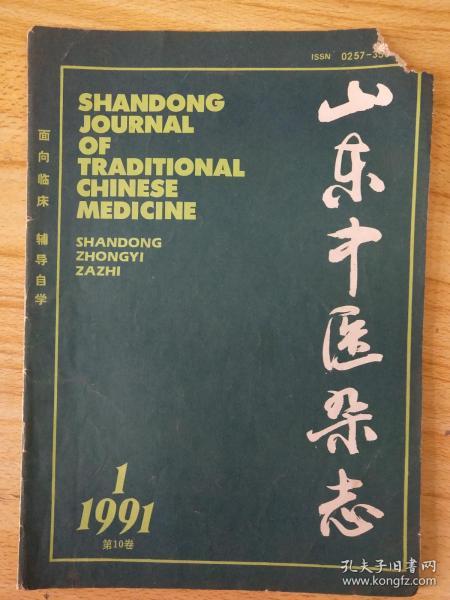 ISSN 0257-35
SHANDONG
JOURNAL
OF
TRADITIONAL
CHINESE
MEDICINE
SHANDONG
ZHONGYI
ZAZHI
山东中医杂志
面向临床 辅导自学
1
1991
第10卷
孔夫子旧书网
www.kongfz.com